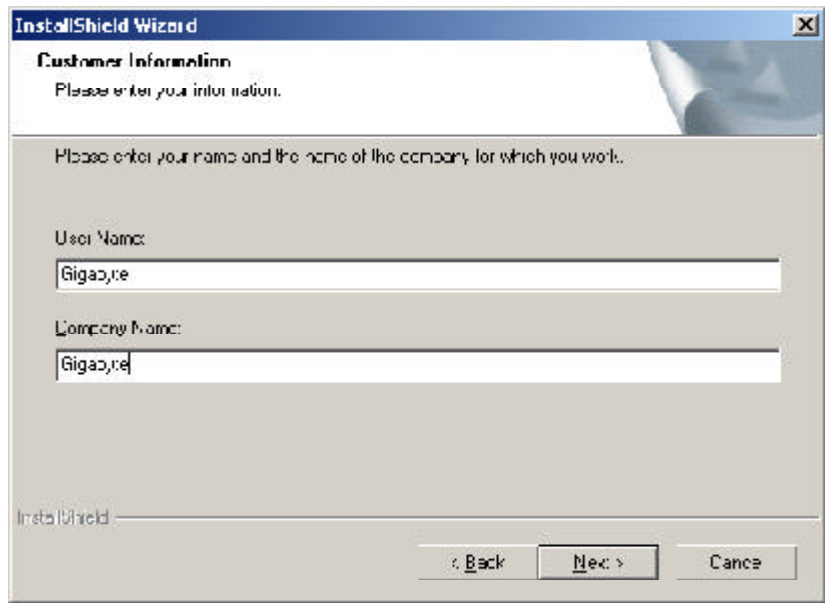 InstallShield Wizard
Customer Information
Please enter your information.
Please enter your name and the name of the company for which you work.
User Name:
Gigabyte
Company Name:
Gigabyte
InstallShield
< Back
Next >
Cancel